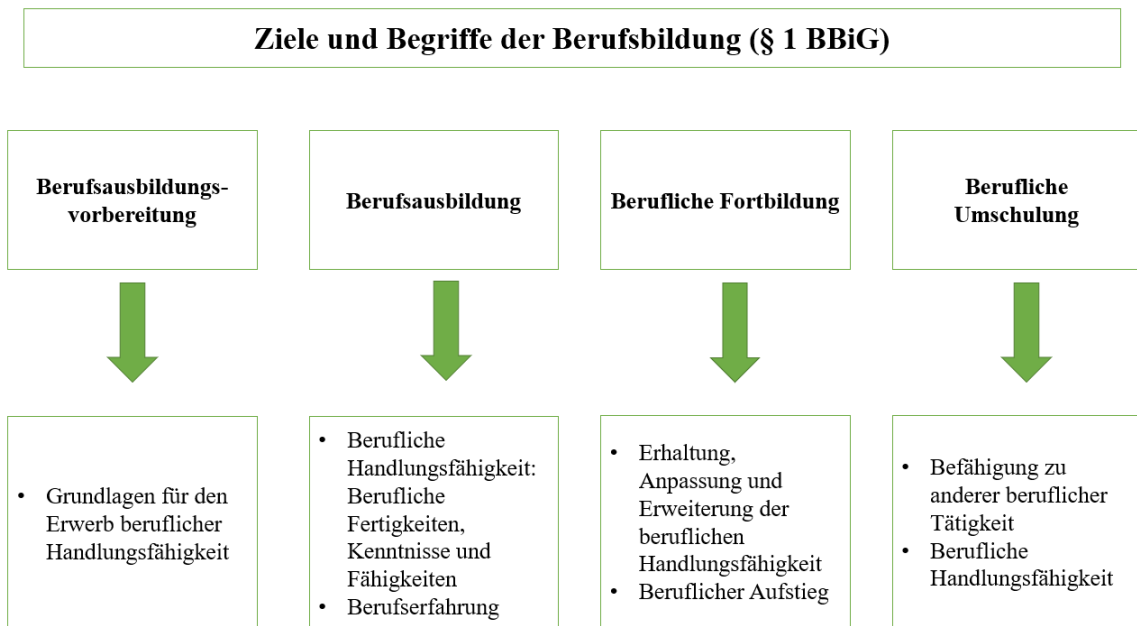 Ziele und Begriffe der Berufsbildung (§ 1 BBiG)
Berufsausbildungs-
vorbereitung
Berufsausbildung
Berufliche Fortbildung
Berufliche
Umschulung
• Grundlagen für den
Erwerb beruflicher
Handlungsfähigkeit
• Berufliche
Handlungsfähigkeit:
Berufliche
Fertigkeiten,
Kenntnisse und
Fähigkeiten
• Berufserfahrung
• Erhaltung,
Anpassung und
Erweiterung der
beruflichen
Handlungsfähigkeit
• Beruflicher Aufstieg
• Befähigung zu
anderer beruflicher
Tätigkeit
• Berufliche
Handlungsfähigkeit